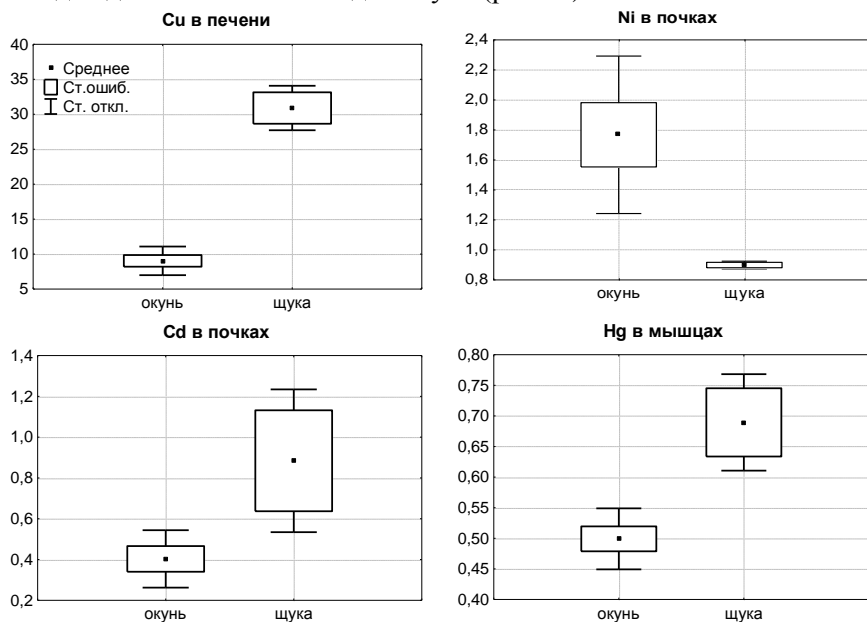 Cu в печени
40
35
30
25
20
15
10
5
Среднее
Ст.ошиб.
Ст. откл.
окунь
щука
Ni в почках
2,4
2,2
2,0
1,8
1,6
1,4
1,2
1,0
0,8
окунь
щука
Cd в почках
1,4
1,2
1,0
0,8
0,6
0,4
0,2
окунь
щука
Hg в мышцах
0,80
0,75
0,70
0,65
0,60
0,55
0,50
0,45
0,40
окунь
щука